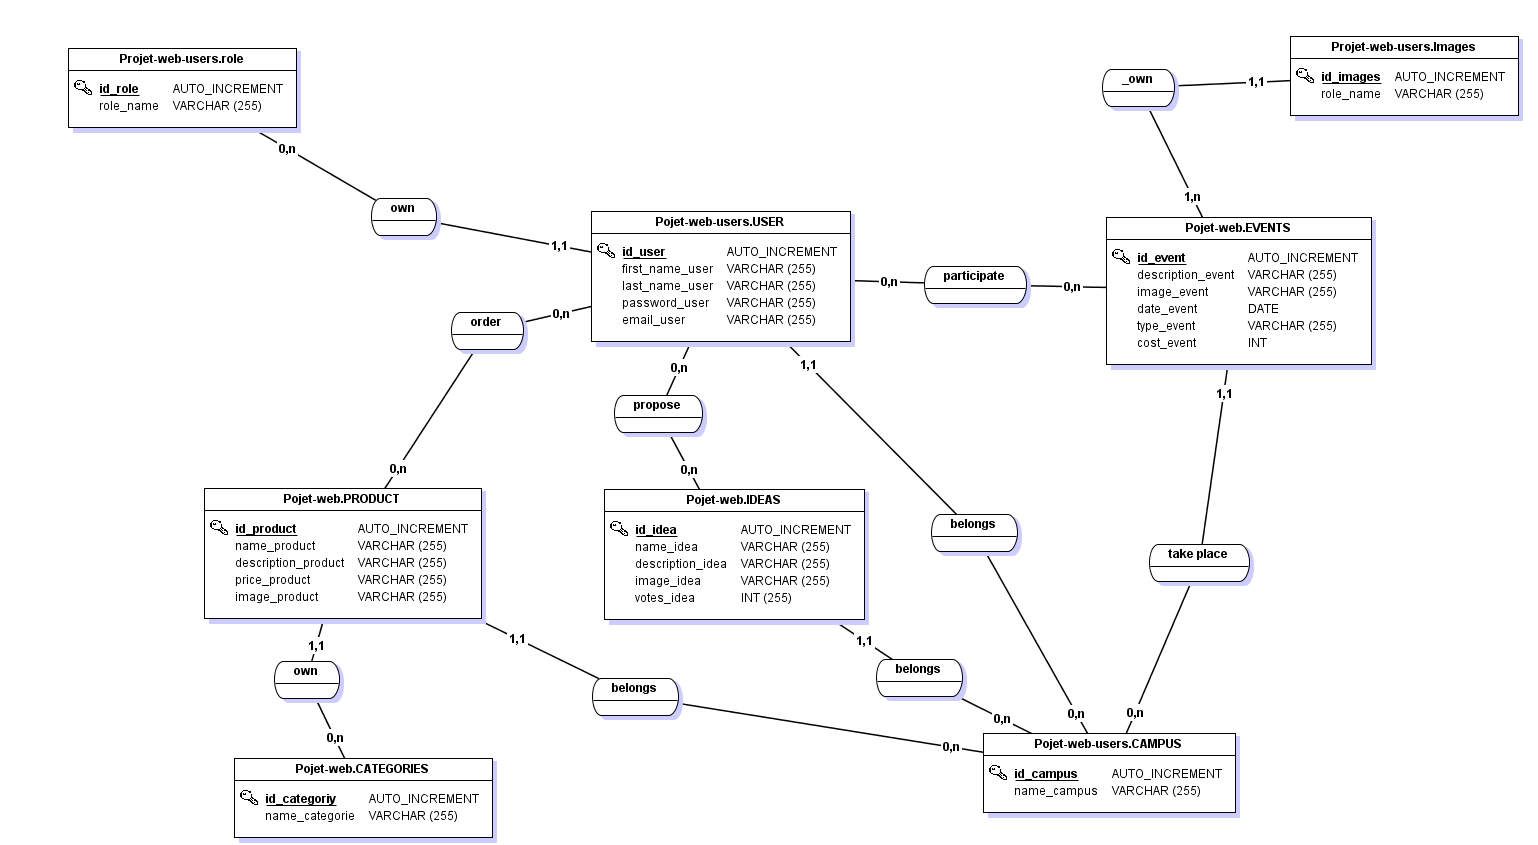 Projet-web-users.role
id_role AUTO_INCREMENT
role_name VARCHAR (255)
0,n
own
1,1
Projet-web-users.Images
id_images AUTO_INCREMENT
role_name VARCHAR (255)
_own
1,1
1,n
Pojet-web-users.USER
id_user AUTO_INCREMENT
first_name_user VARCHAR (255)
last_name_user VARCHAR (255)
password_user VARCHAR (255)
email_user VARCHAR (255)
0,n
participate
0,n
Pojet-web.EVENTS
id_event AUTO_INCREMENT
description_event VARCHAR (255)
image_event VARCHAR (255)
date_event DATE
type_event VARCHAR (255)
cost_event INT
order
0,n
0,n
0,n
propose
0,n
1,1
belongs
0,n
1,1
take place
0,n
Pojet-web.PRODUCT
id_product AUTO_INCREMENT
name_product VARCHAR (255)
description_product VARCHAR (255)
price_product VARCHAR (255)
image_product VARCHAR (255)
Pojet-web.IDEAS
id_idea AUTO_INCREMENT
name_idea VARCHAR (255)
description_idea VARCHAR (255)
image_idea VARCHAR (255)
votes_idea INT (255)
1,1
own
0,n
1,1
belongs
0,n
1,1
belongs
0,n
Pojet-web.CATEGORIES
id_categoriy AUTO_INCREMENT
name_categorie VARCHAR (255)
Pojet-web-users.CAMPUS
id_campus AUTO_INCREMENT
name_campus VARCHAR (255)